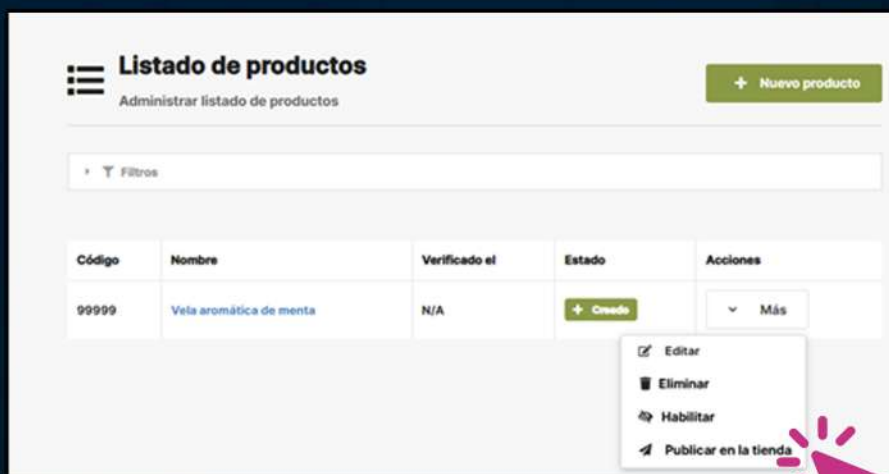 Listado de productos
Administrar listado de productos
+ Nuevo producto
Filtros
Código Nombre Verificado el Estado Acciones
99999 Vela aromática de menta N/A + Creado Más
Editar
Eliminar
Habilitar
Publicar en la tienda